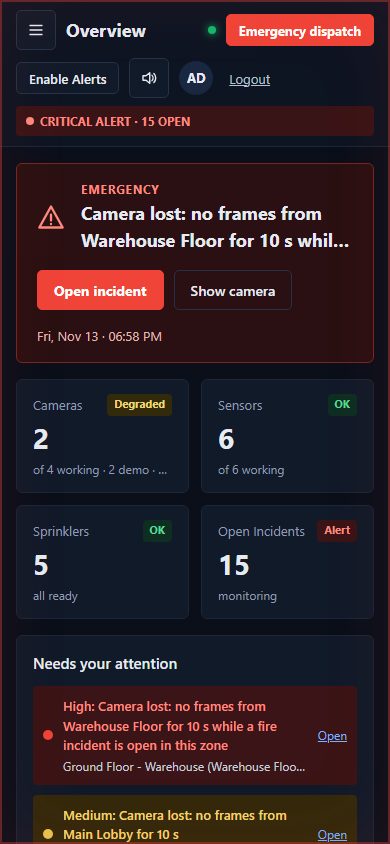 Overview
Emergency dispatch
Enable Alerts
AD
Logout
CRITICAL ALERT · 15 OPEN
EMERGENCY
Camera lost: no frames from
Warehouse Floor for 10 s whil…
Open incident
Show camera
Fri, Nov 13 · 06:58 PM
Cameras
Degraded
2
of 4 working · 2 demo · ...
Sensors
OK
6
of 6 working
Sprinklers
OK
5
all ready
Open Incidents
Alert
15
monitoring
Needs your attention
High: Camera lost: no frames from
Warehouse Floor for 10 s while a fire
incident is open in this zone
Ground Floor - Warehouse (Warehouse Floo...
Open
Medium: Camera lost: no frames from
Main Lobby for 10 s
Open